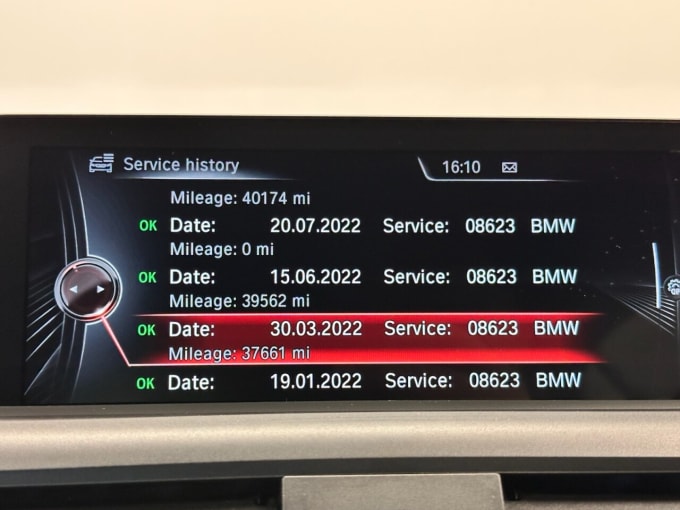 Service history 16:10
Mileage: 40174 mi
OK Date: 20.07.2022 Service: 08623 BMW
Mileage: 0 mi
OK Date: 15.06.2022 Service: 08623 BMW
Mileage: 39562 mi
OK Date: 30.03.2022 Service: 08623 BMW
Mileage: 37661 mi
OK Date: 19.01.2022 Service: 08623 BMW